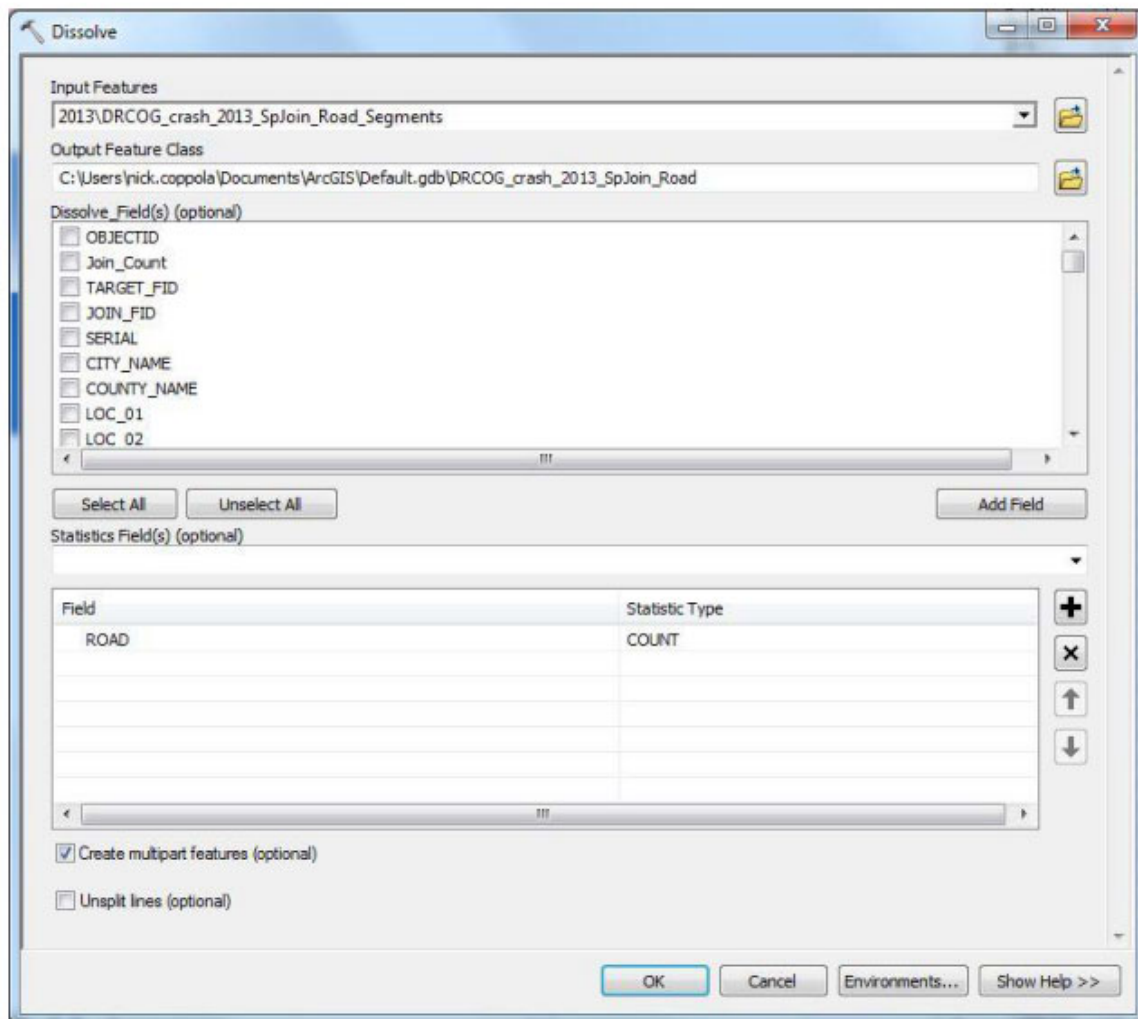 Dissolve
Input Features
2013\DRCOG_crash_2013_SpJoin_Road_Segments
Output Feature Class
C:\Users\nick.coppola\Documents\ArcGIS\Default.gdb\DRCOG_crash_2013_SpJoin_Road
Dissolve_Field(s) (optional)
OBJECTID
Join_Count
TARGET_FID
JOIN_FID
SERIAL
CITY_NAME
COUNTY_NAME
LOC_01
LOC_02
Select All Unselect All Add Field
Statistics Field(s) (optional)
Field Statistic Type
ROAD COUNT
Create multipart features (optional)
Unsplit lines (optional)
OK Cancel Environments... Show Help >>